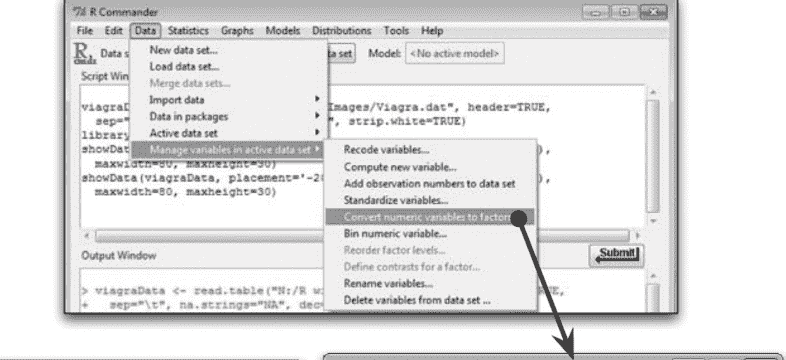 R Commander
File Edit Data Statistics Graphs Models Distributions Tools Help
Data s
New data set...
ta set Model: <No active model>
Load data set...
Script Win
Merge data sets...
Import data
viagraD
Images/Viagra.dat", header=TRUE,
Data in packages
sep=
", strip.white=TRUE)
Active data set
library
Manage variables in active data set
showDat
Recode variables...
maxwidth=80, maxheight=30)
Compute new variable...
showData(viagraData, placement='-20
Add observation numbers to data set
maxwidth=80, maxheight=30)
Standardize variables...
Convert numeric variables to factor
Bin numeric variable...
Reorder factor levels...
Output Window
Submit
Define contrasts for a factor...
> viagraData <- read.table("N:/R w
UE,
Rename variables...
+ sep="\t", na.strings="NA", dec
Delete variables from data set ...